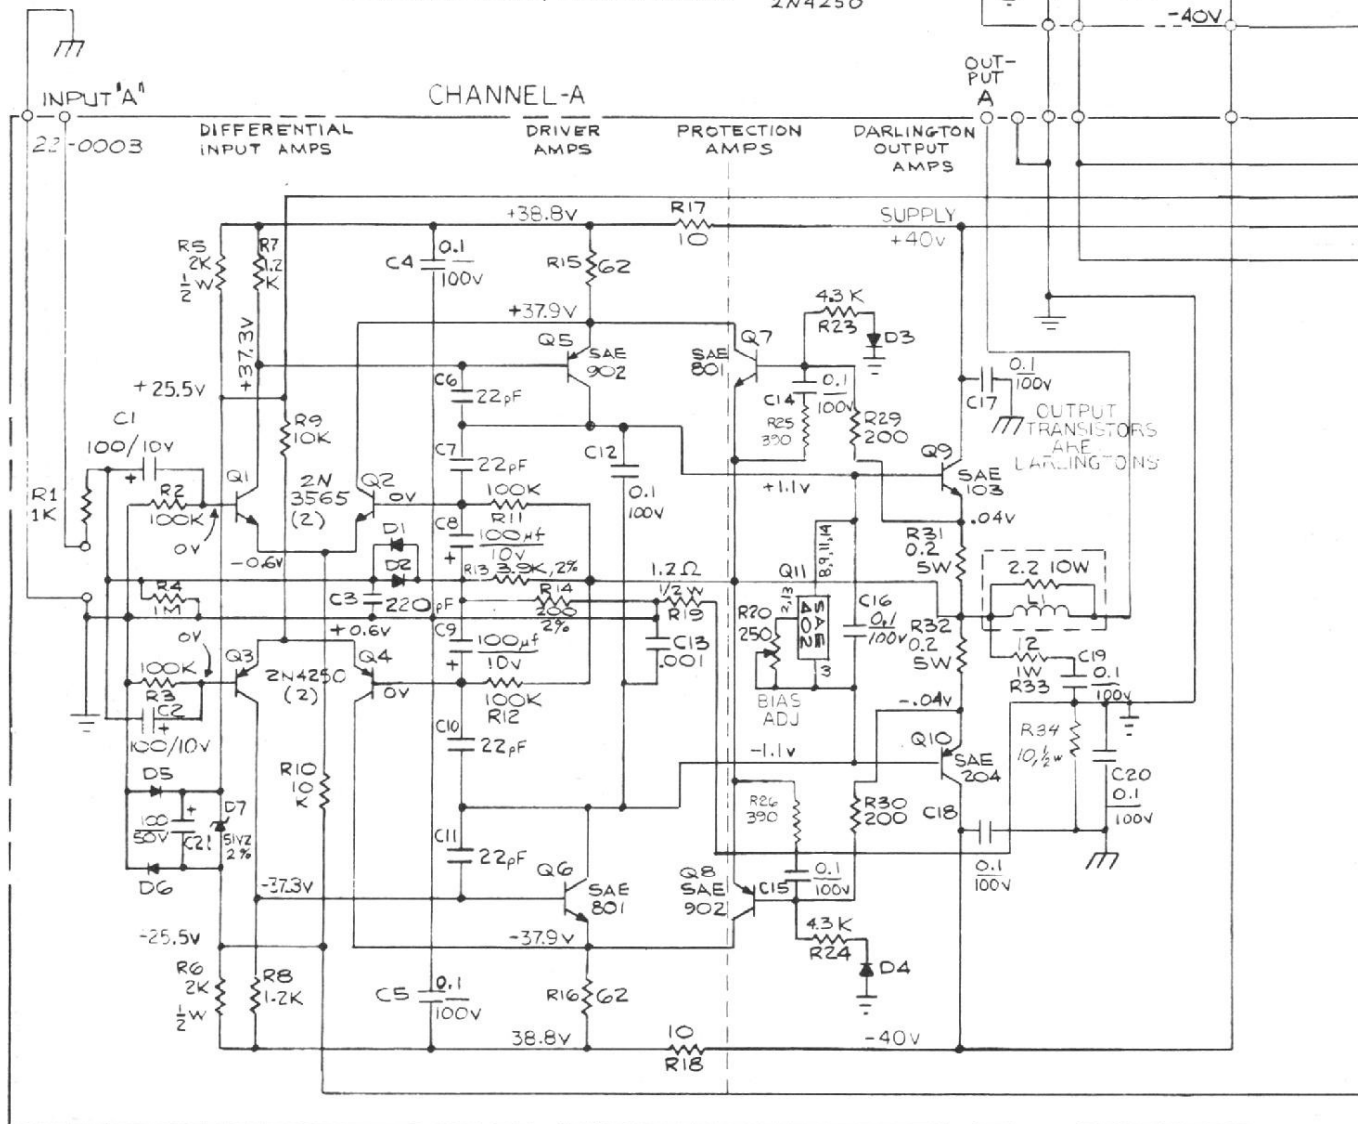 2N4250
-40V
OUT-
PUT
A
INPUT "A"
CHANNEL-A
22-0003
DIFFERENTIAL
INPUT AMPS
DRIVER
AMPS
PROTECTION
AMPS
DARLINGTON
OUTPUT
AMPS
+38.8V
R17
10
SUPPLY
+40V
R5
2K
1/2 W
R7
1.2
K
C4
0.1
100V
R15
62
+37.9V
4.3K
R23
D3
+37.3V
Q5
SAE
902
Q7
SAE
801
+25.5V
C6
22pF
C14
0.1
100V
R25
390
R29
200
0.1
100V
C17
OUTPUT
TRANSISTORS
ARE
DARLINGTONS
C1
100/10V
R9
10K
C7
22pF
C12
0.1
100V
Q9
SAE
103
+1.1V
.04V
R1
1K
R2
100K
0V
Q1
2N
3565
(2)
Q2
0V
100K
R11
-0.6V
D1
D2
C8
100µf
10V
R13 3.9K, 2%
R14
200
2%
1.2Ω
1/2 W
R19
Q11
2,13
SAE
402
3
R20
250
BIAS
ADJ
C16
0.1
100V
R31
0.2
5W
2.2 10W
L1
R4
1M
C3
220pF
+0.6V
C9
100µf
10V
C13
.001
R32
0.2
5W
12
1W
R33
C19
0.1
100V
0V
Q3
2N4250
(2)
Q4
0V
100K
R3
C2
100/10V
100K
R12
-.04V
R34
10, 1/2 W
C10
22pF
-1.1V
Q10
SAE
204
C20
0.1
100V
R10
10
K
D5
100
50V
C21
D7
51VZ
2%
D6
R26
390
R30
200
C18
0.1
100V
C11
22pF
-37.3V
Q6
SAE
801
Q8
SAE
902
C15
0.1
100V
-25.5V
-37.9V
4.3K
R24
D4
R6
2K
1/2 W
R8
1.2K
C5
0.1
100V
R16
62
38.8V
10
R18
-40V